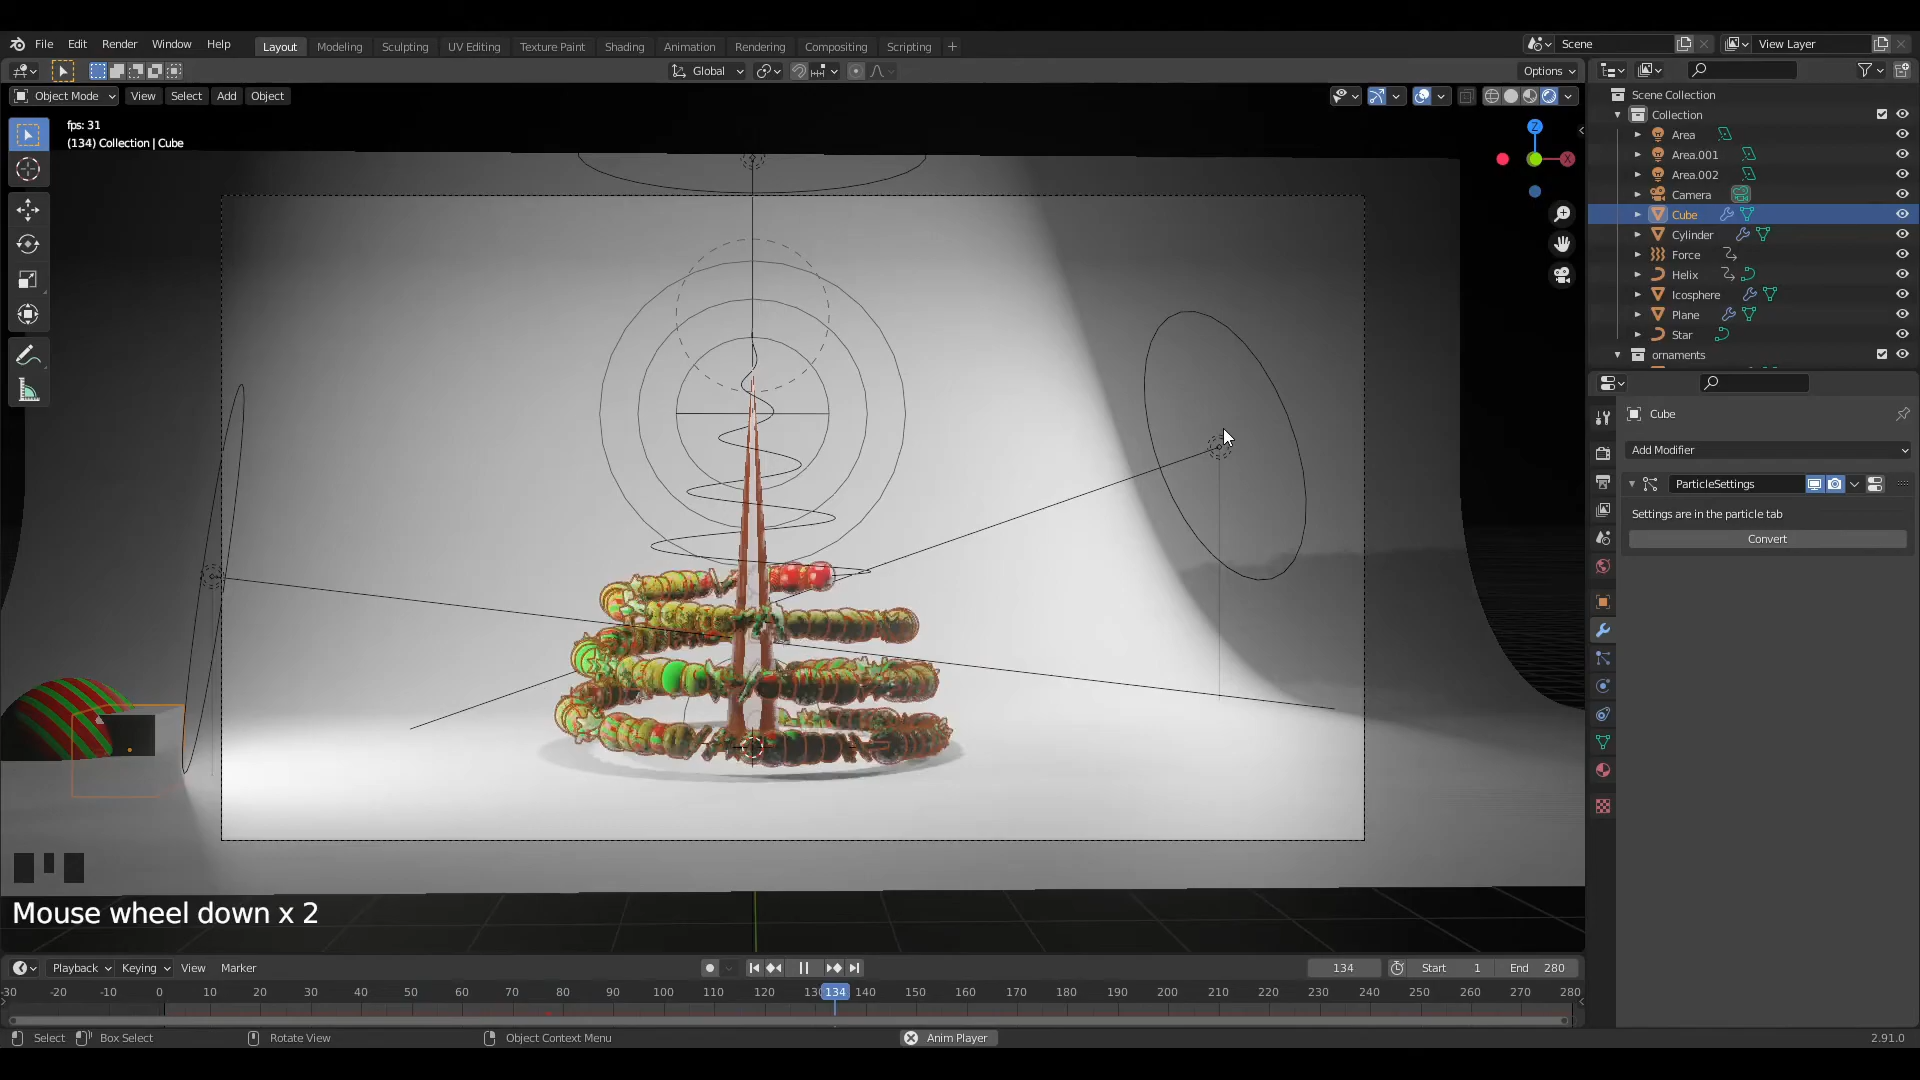 File Edit Render Window Help Layout Modeling Sculpting UV Editing Texture Paint Shading Animation Rendering Compositing Scripting Scene View Layer
Global Options
Object Mode View Select Add Object
fps: 31
(134) Collection | Cube
Z
X
Scene Collection
Collection
Area
Area.001
Area.002
Camera
Cube
Cylinder
Force
Helix
Icosphere
Plane
Star
ornaments
Cube
Add Modifier
ParticleSettings
Settings are in the particle tab
Convert
Mouse wheel down x 2
Playback Keying View Marker 134 Start 1 End 280
-30 -20 -10 0 10 20 30 40 50 60 70 80 90 100 110 120 134 140 150 160 170 180 190 200 210 220 230 240 250 260 270 280
Select Box Select Rotate View Object Context Menu Anim Player 2.91.0